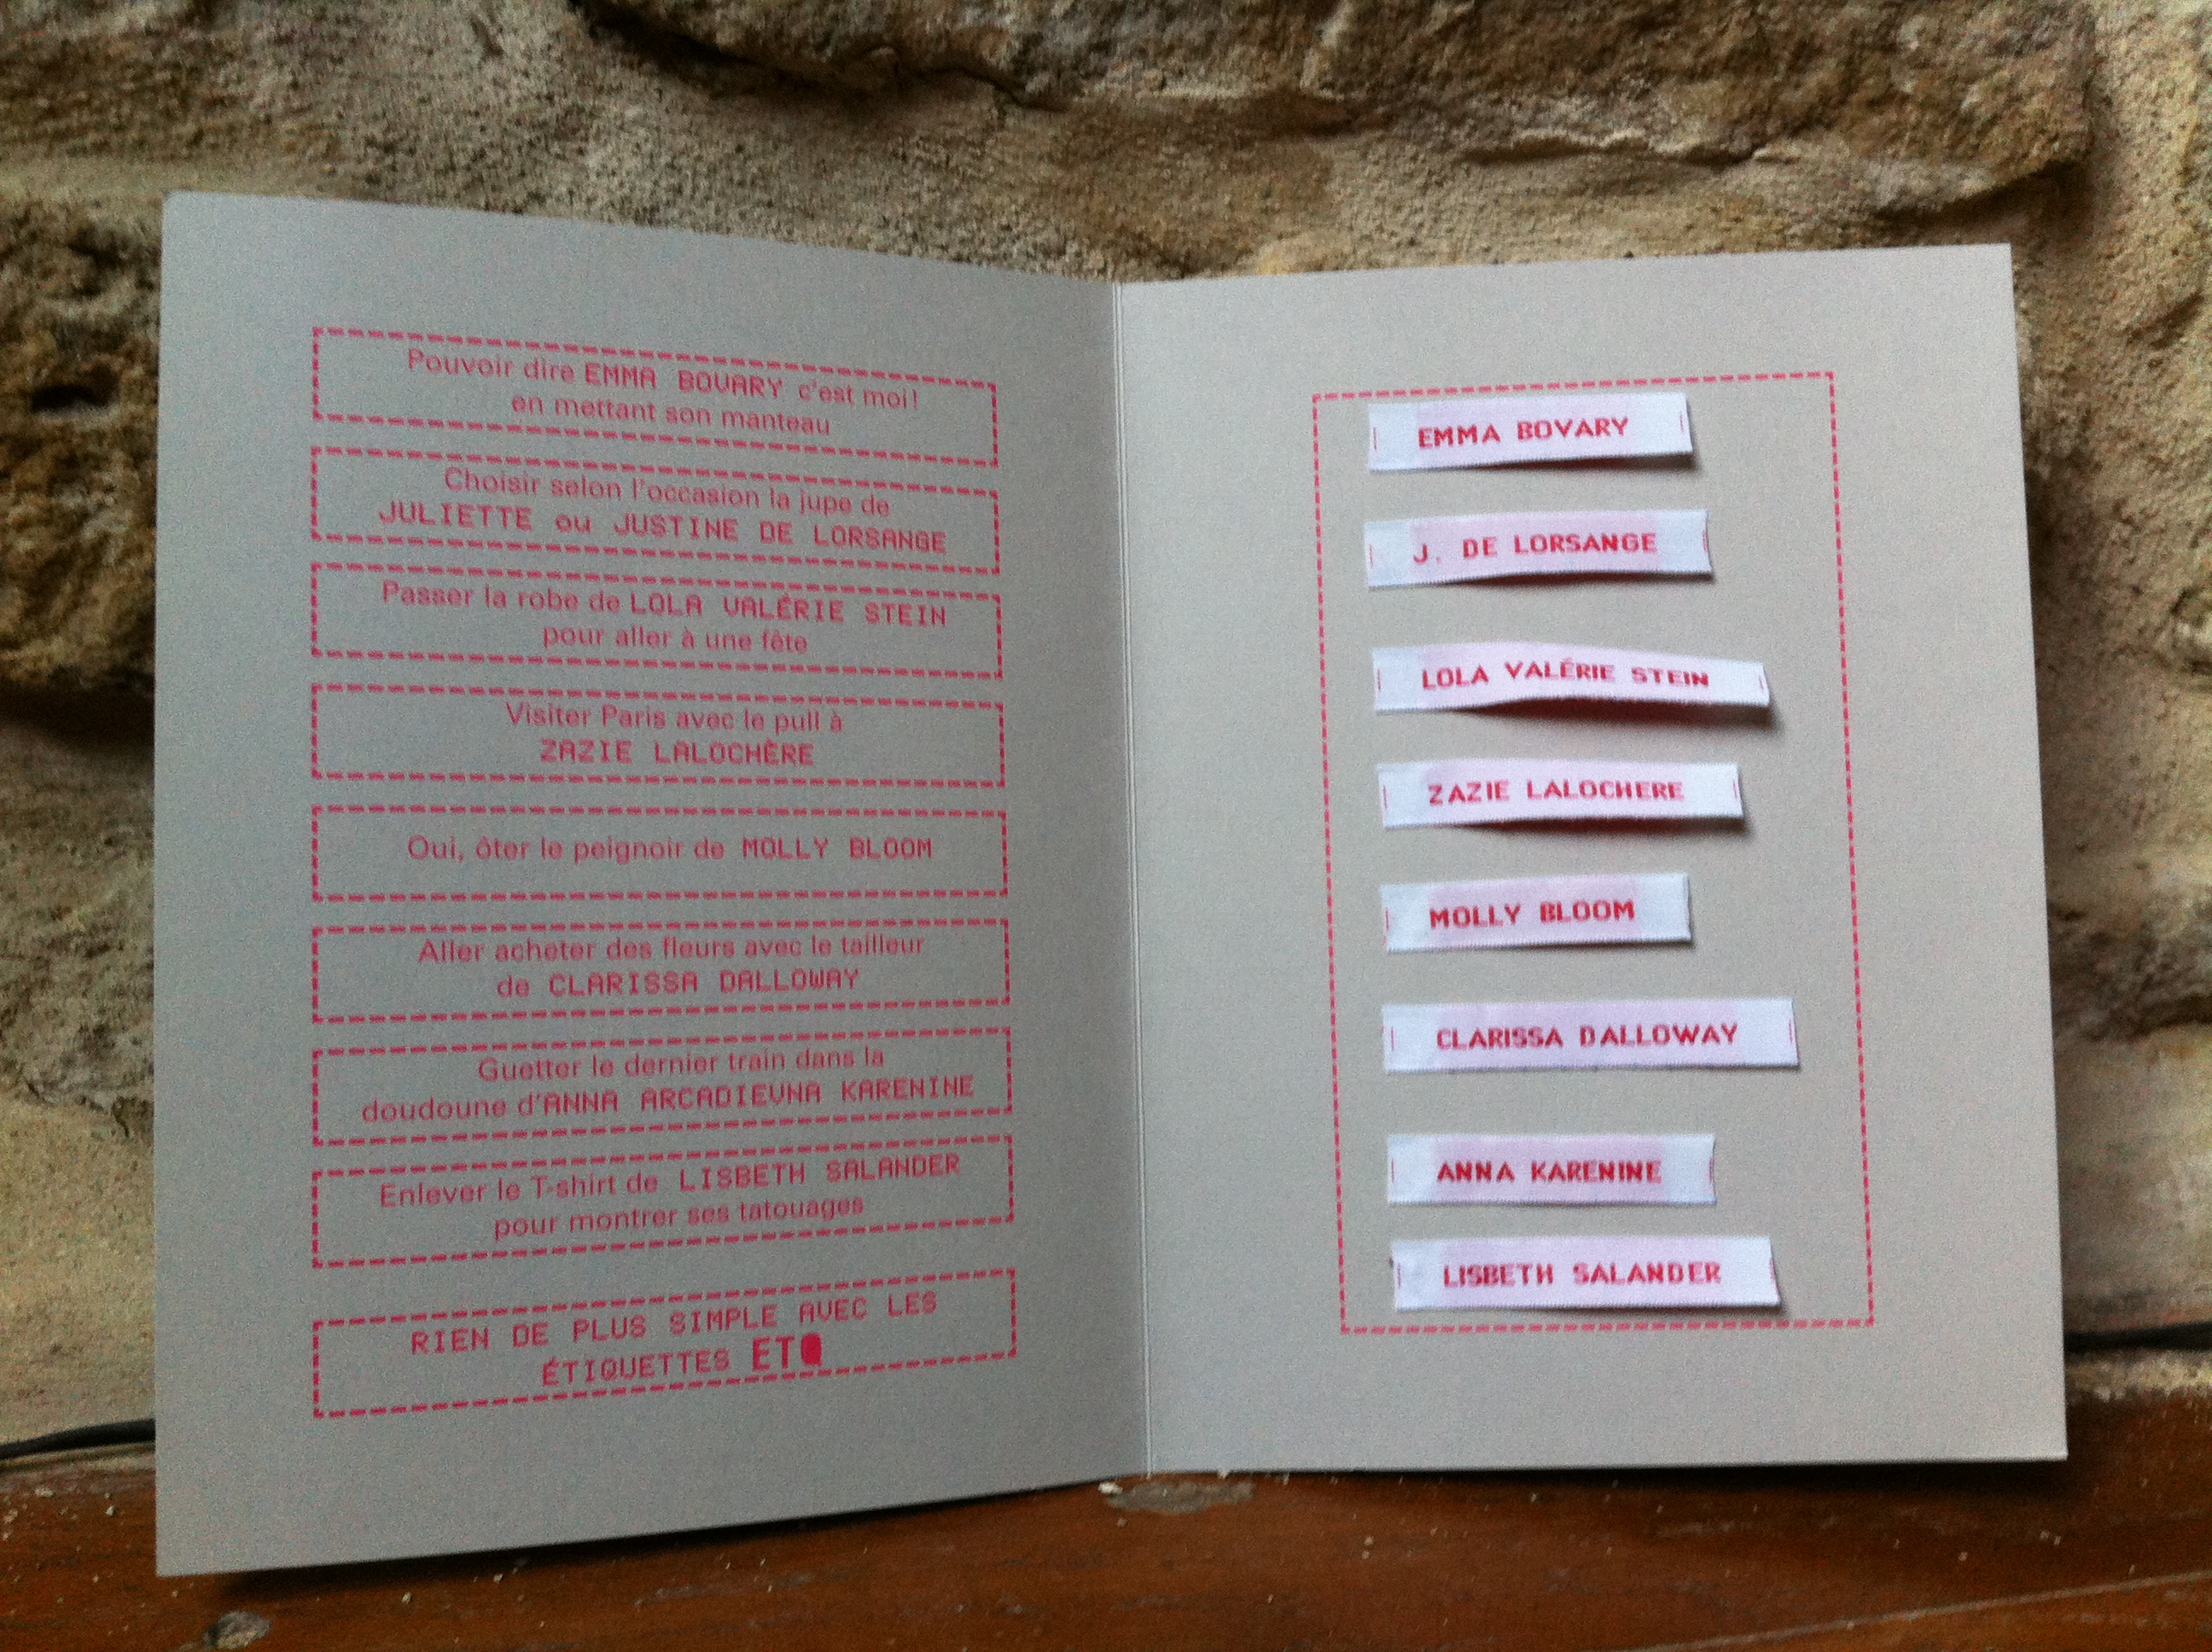 Pouvoir dire EMMA BOVARY c'est moi!
en mettant son manteau
Choisir selon l'occasion la jupe de
JULIETTE ou JUSTINE DE LORSANGE
Passer la robe de LOLA VALÉRIE STEIN
pour aller à une fête
Visiter Paris avec le pull à
ZAZIE LALOCHÈRE
Oui, ôter le peignoir de MOLLY BLOOM
Aller acheter des fleurs avec le tailleur
de CLARISSA DALLOWAY
Guetter le dernier train dans la
doudoune d'ANNA ARCADIEVNA KARENINE
Enlever le T-shirt de LISBETH SALANDER
pour montrer ses tatouages
RIEN DE PLUS SIMPLE AVEC LES
ÉTIQUETTES ETQ
EMMA BOVARY
J. DE LORSANGE
LOLA VALÉRIE STEIN
ZAZIE LALOCHERE
MOLLY BLOOM
CLARISSA DALLOWAY
ANNA KARENINE
LISBETH SALANDER